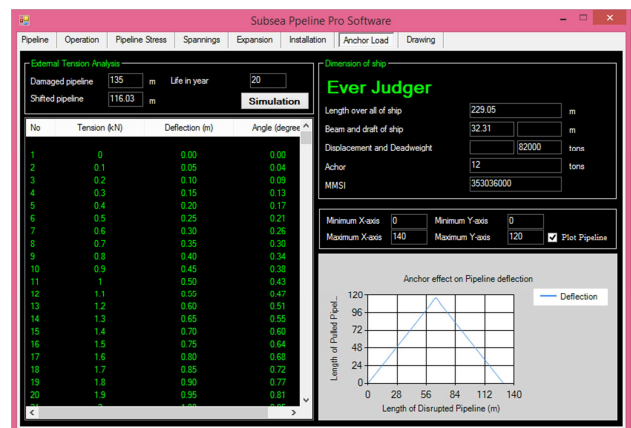 Subsea Ppeline Pro Software
Pipeline Operation Pipeline Stress Spannings Expansion Installation Anchor Load Drawing
External Tension Analysis
Damaged pipeline 135 m Life in year 20
Shifted pipeline 116.03 m Simulation
No Tension (kN) Deflection (m) Angle (degree
1 0 0.00 0.00
2 0.1 0.05 0.04
3 0.2 0.10 0.09
4 0.3 0.15 0.13
5 0.4 0.20 0.17
6 0.5 0.25 0.21
7 0.6 0.30 0.26
8 0.7 0.35 0.30
9 0.8 0.40 0.34
10 0.9 0.45 0.38
11 1 0.50 0.43
12 1.1 0.55 0.47
13 1.2 0.60 0.51
14 1.3 0.65 0.55
15 1.4 0.70 0.60
16 1.5 0.75 0.64
17 1.6 0.80 0.68
18 1.7 0.85 0.72
19 1.8 0.90 0.77
20 1.9 0.95 0.81
Dimension of ship
Ever Judger
Length over all of ship 229.05 m
Beam and draft of ship 32.31 m
Displacement and Deadweight 82000 tons
Achor 12 tons
MMSI 353036000
Minimum X-axis 0 Minimum Y-axis 0
Maximum X-axis 140 Maximum Y-axis 120 Plot Pipeline
Anchor effect on Pipeline deflection
Deflection
Length of Pulled Pipel...
120
96
72
48
24
0
0 28 56 84 112 140
Length of Disrupted Pipeline (m)